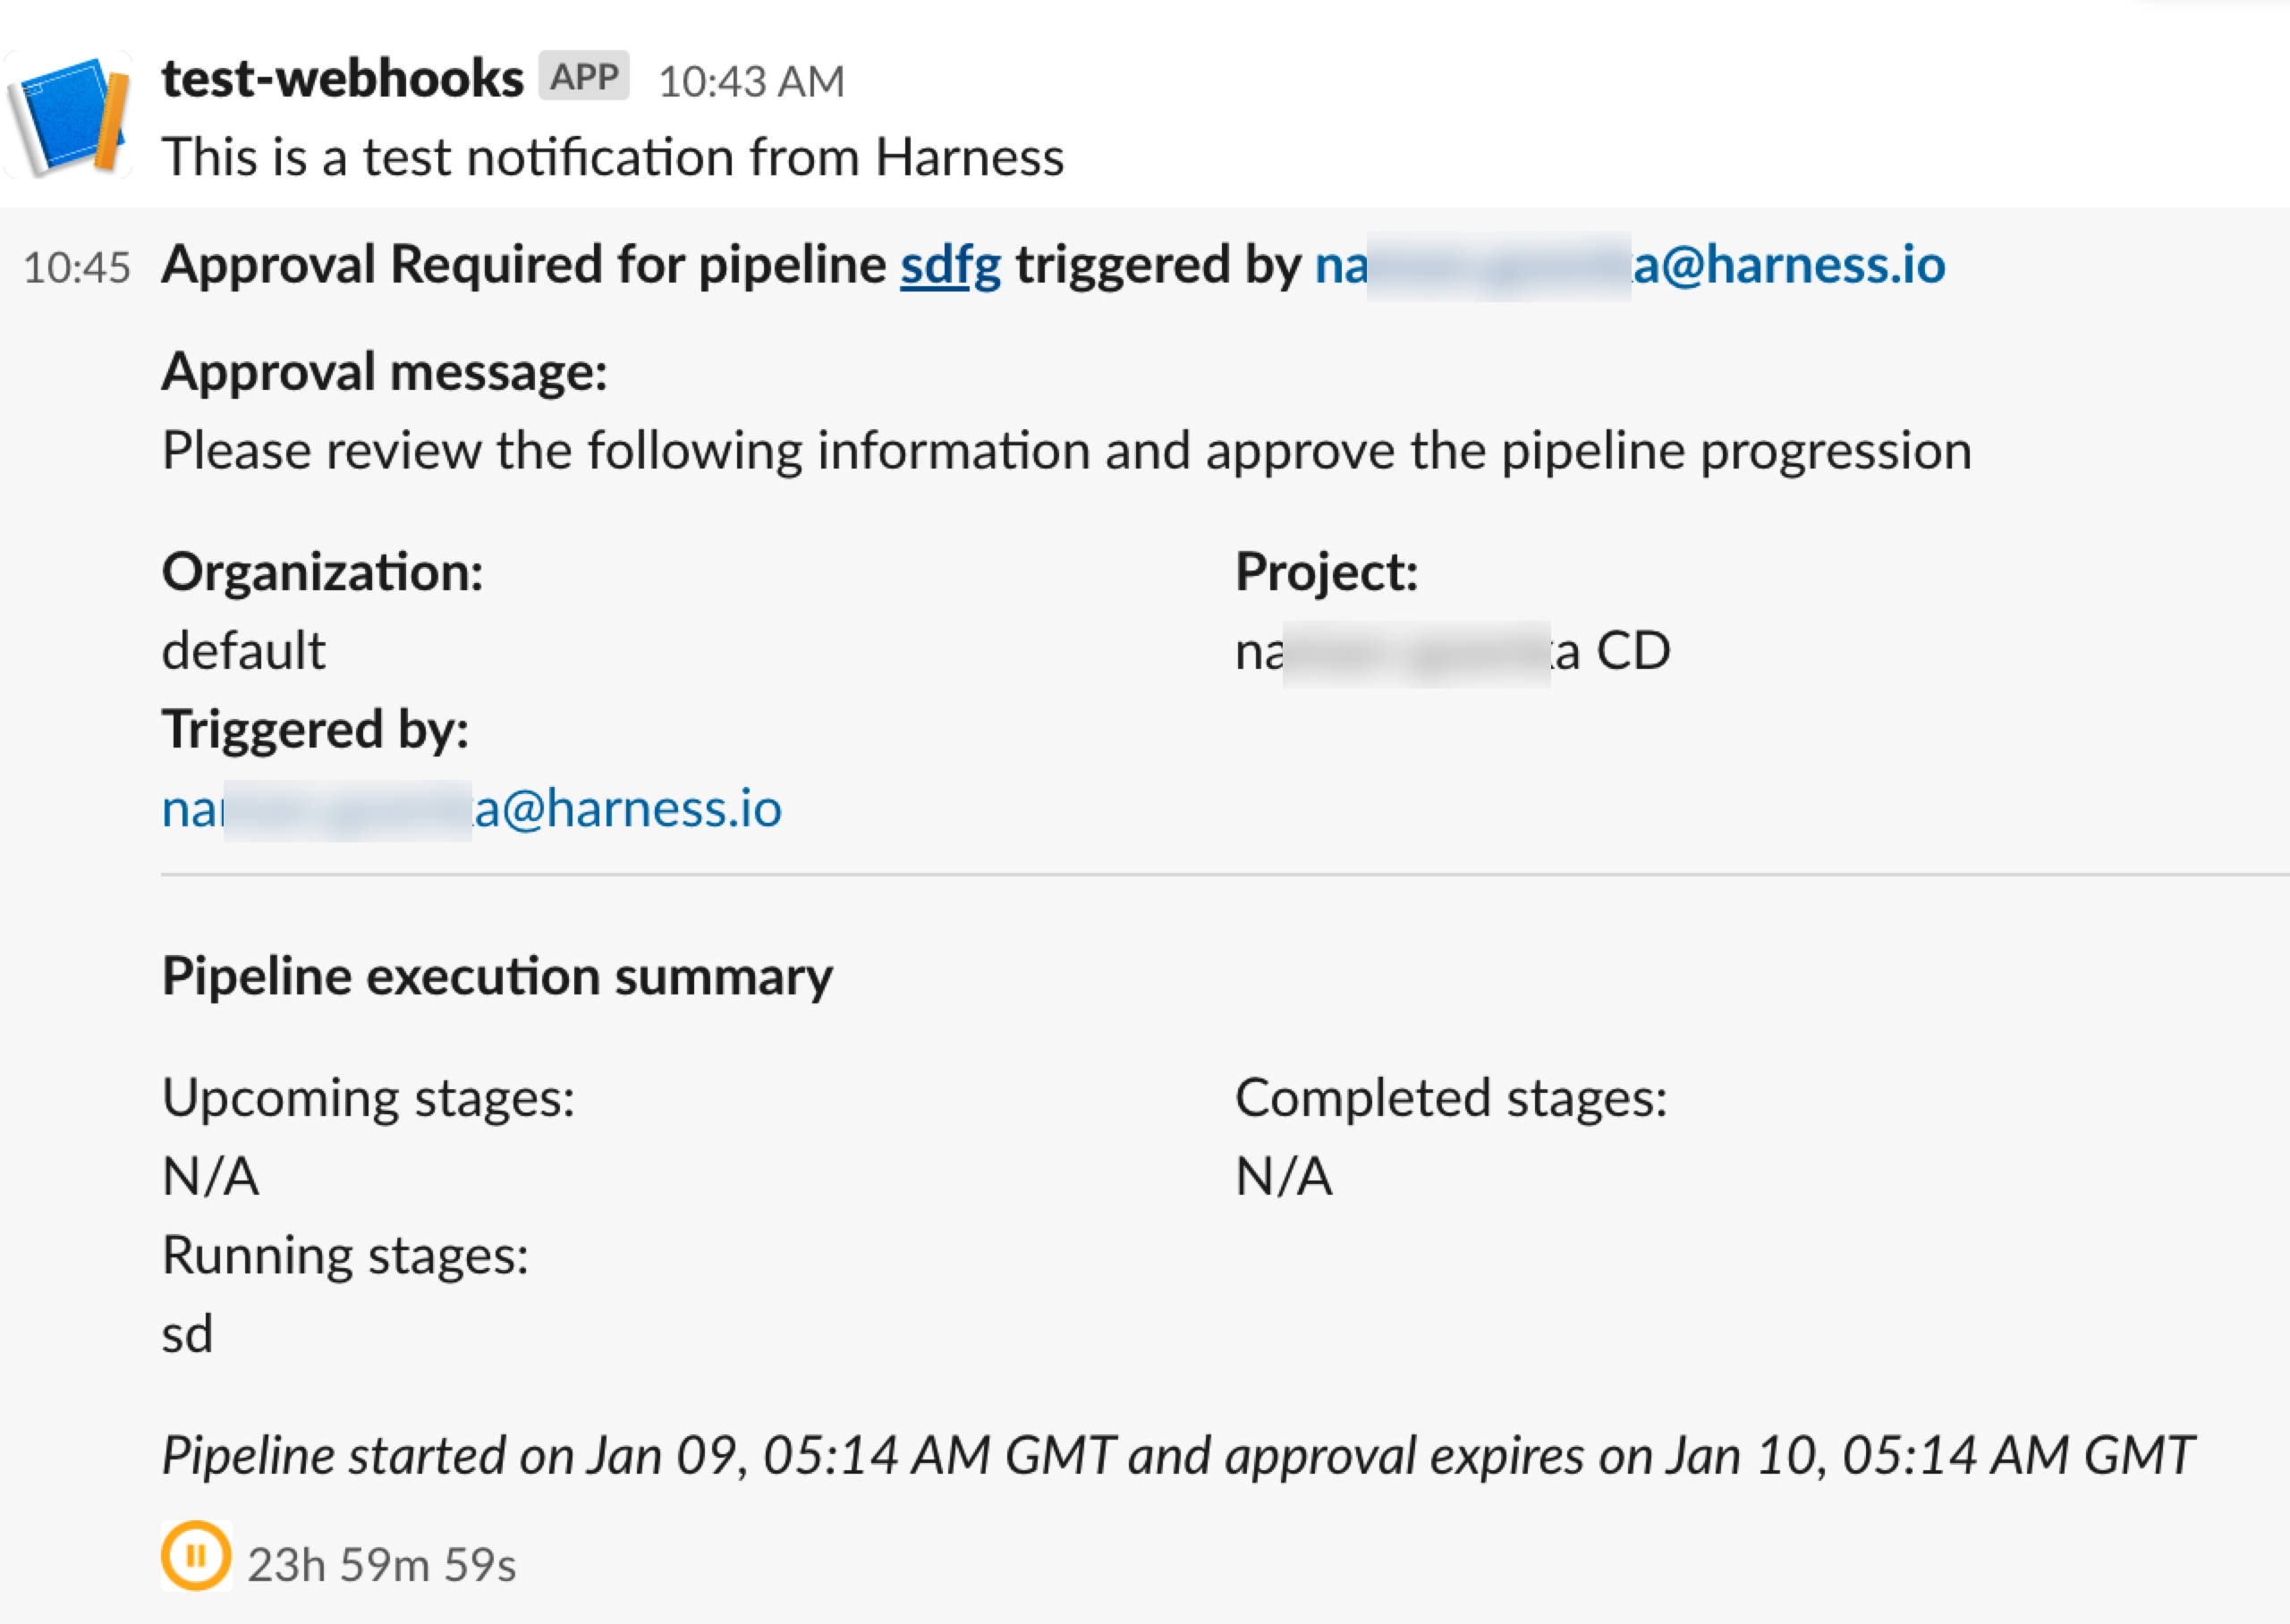 test-webhooks APP 10:43 AM
This is a test notification from Harness
10:45 Approval Required for pipeline sdfg triggered by na a@harness.io
Approval message:
Please review the following information and approve the pipeline progression
Organization: Project:
default na a CD
Triggered by:
na a@harness.io
Pipeline execution summary
Upcoming stages: Completed stages:
N/A N/A
Running stages:
sd
Pipeline started on Jan 09, 05:14 AM GMT and approval expires on Jan 10, 05:14 AM GMT
23h 59m 59s